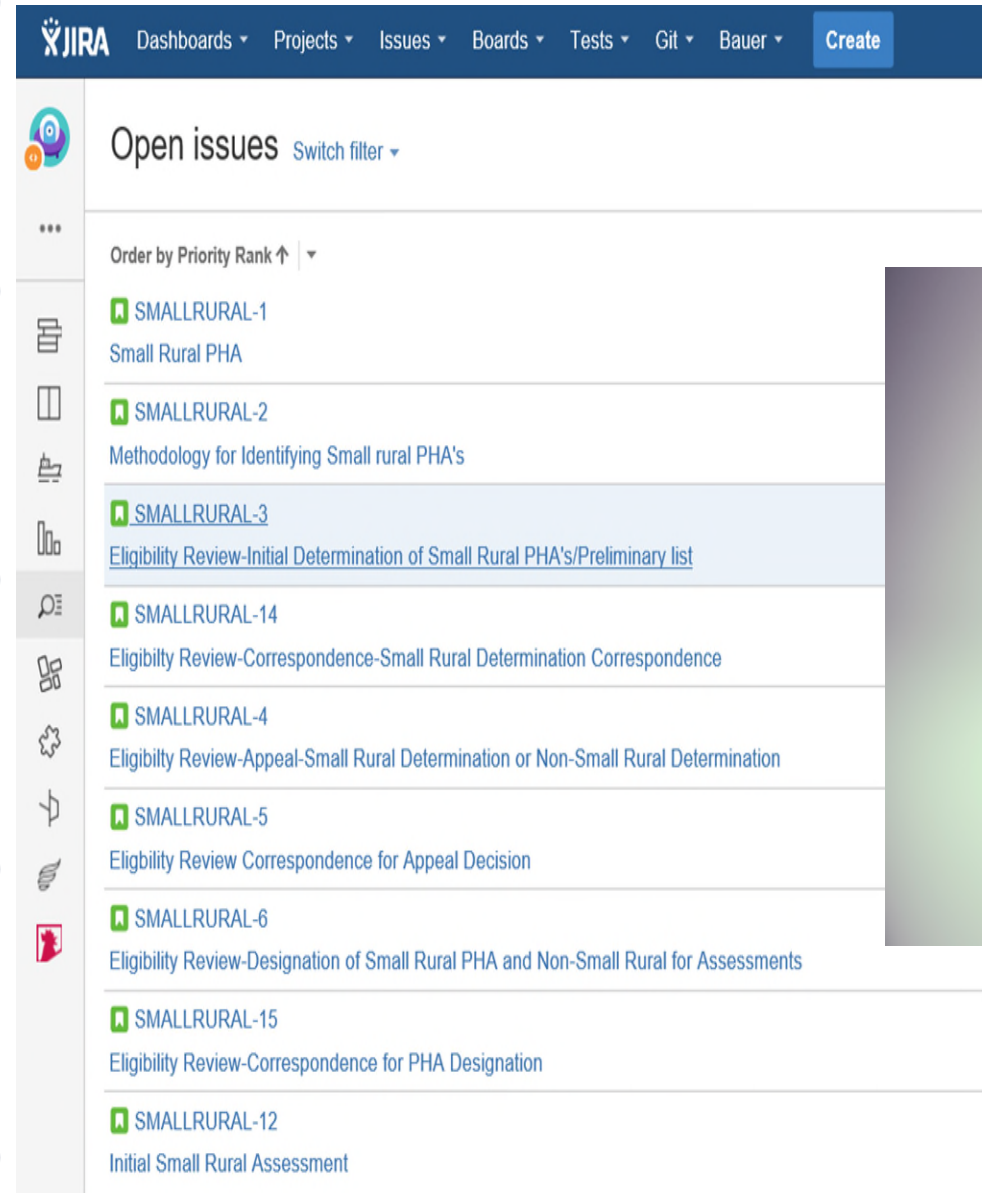 JIRA Dashboards Projects Issues Boards Tests Git Bauer Create
Open issues Switch filter
Order by Priority Rank
SMALLRURAL-1
Small Rural PHA
SMALLRURAL-2
Methodology for Identifying Small rural PHA's
SMALLRURAL-3
Eligibility Review-Initial Determination of Small Rural PHA's/Preliminary list
SMALLRURAL-14
Eligibilty Review-Correspondence-Small Rural Determination Correspondence
SMALLRURAL-4
Eligibilty Review-Appeal-Small Rural Determination or Non-Small Rural Determination
SMALLRURAL-5
Eligbility Review Correspondence for Appeal Decision
SMALLRURAL-6
Eligibility Review-Designation of Small Rural PHA and Non-Small Rural for Assessments
SMALLRURAL-15
Eligibility Review-Correspondence for PHA Designation
SMALLRURAL-12
Initial Small Rural Assessment